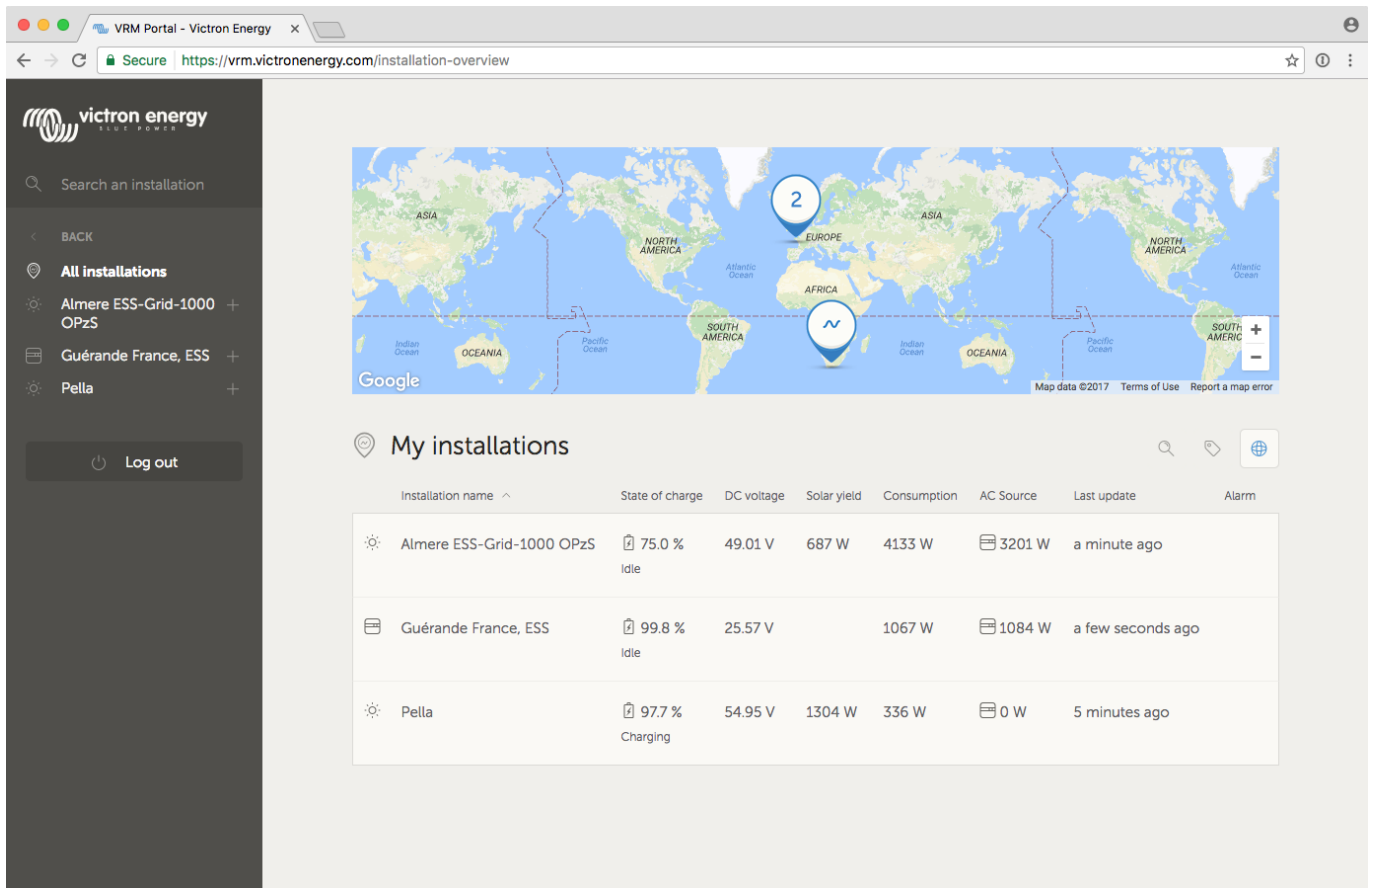 VRM Portal - Victron Energy
Secure https://vrm.victronenergy.com/installation-overview
victron energy
BLUE POWER
Search an installation
BACK
All installations
Almere ESS-Grid-1000
OPzS
Guérande France, ESS
Pella
Log out
2
ASIA
NORTH
AMERICA
Atlantic
Ocean
EUROPE
AFRICA
ASIA
NORTH
AMERICA
Atlantic
Ocean
Indian
Ocean
OCEANIA
Pacific
Ocean
SOUTH
AMERICA
Indian
Ocean
OCEANIA
Pacific
Ocean
SOUTH
AMERIC
+
−
Google
Map data ©2017 Terms of Use Report a map error
My installations
Installation name State of charge DC voltage Solar yield Consumption AC Source Last update Alarm
Almere ESS-Grid-1000 OPzS 75.0 % 49.01 V 687 W 4133 W 3201 W a minute ago
Idle
Guérande France, ESS 99.8 % 25.57 V 1067 W 1084 W a few seconds ago
Idle
Pella 97.7 % 54.95 V 1304 W 336 W 0 W 5 minutes ago
Charging